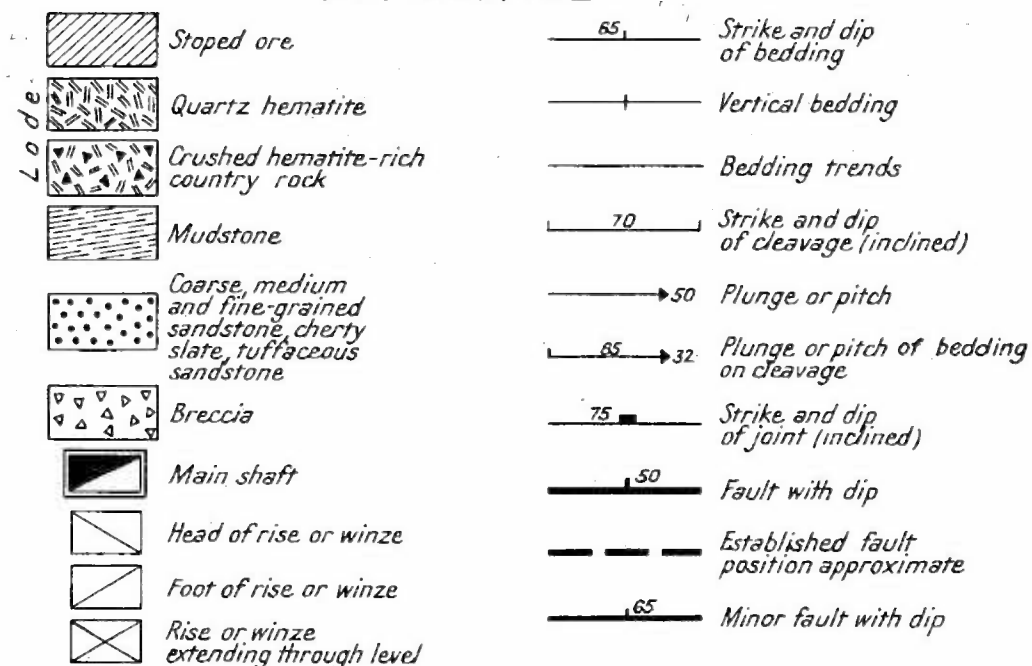 Lode
Stoped ore
Quartz hematite
Crushed hematite-rich
country rock
Mudstone
Coarse, medium
and fine-grained
sandstone, cherty
slate, tuffaceous
sandstone
Breccia
Main shaft
Head of rise or winze
Foot of rise or winze
Rise or winze
extending through level
65
Strike and dip
of bedding
Vertical bedding
Bedding trends
70
Strike and dip
of cleavage (inclined)
50
Plunge or pitch
65 32
Plunge or pitch of bedding
on cleavage
75
Strike and dip
of joint (inclined)
50
Fault with dip
Established fault
position approximate
65
Minor fault with dip